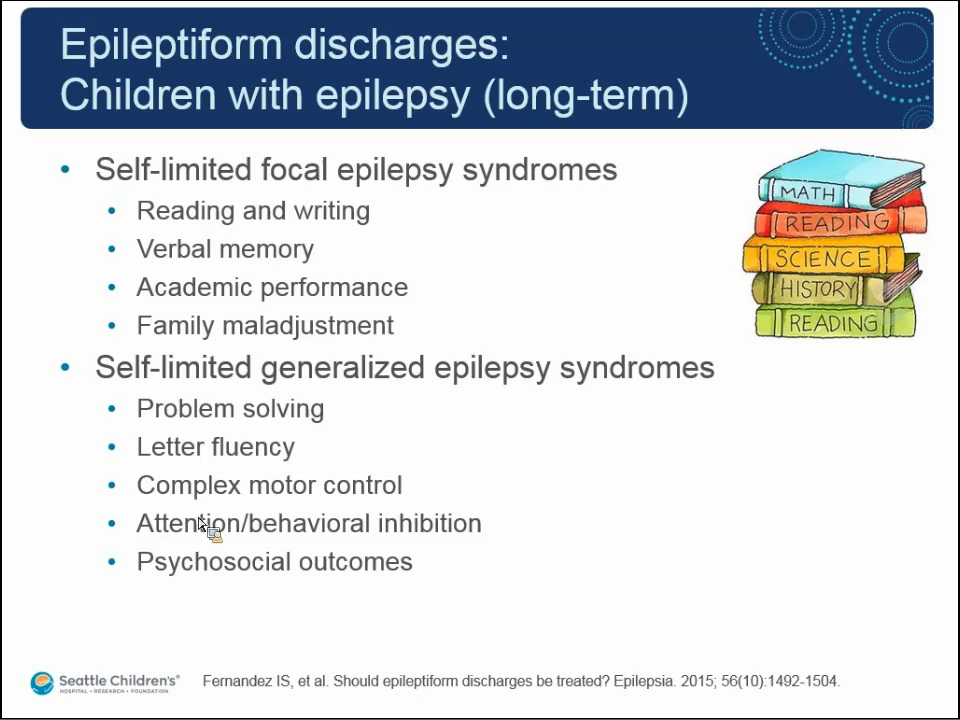 Epileptiform discharges:
Children with epilepsy (long-term)
• Self-limited focal epilepsy syndromes
• Reading and writing
• Verbal memory
• Academic performance
• Family maladjustment
• Self-limited generalized epilepsy syndromes
• Problem solving
• Letter fluency
• Complex motor control
• Attention/behavioral inhibition
• Psychosocial outcomes
MATH
READING
SCIENCE
HISTORY
READING
Seattle Children's®
HOSPITAL • RESEARCH • FOUNDATION
Fernandez IS, et al. Should epileptiform discharges be treated? Epilepsia. 2015; 56(10):1492-1504.